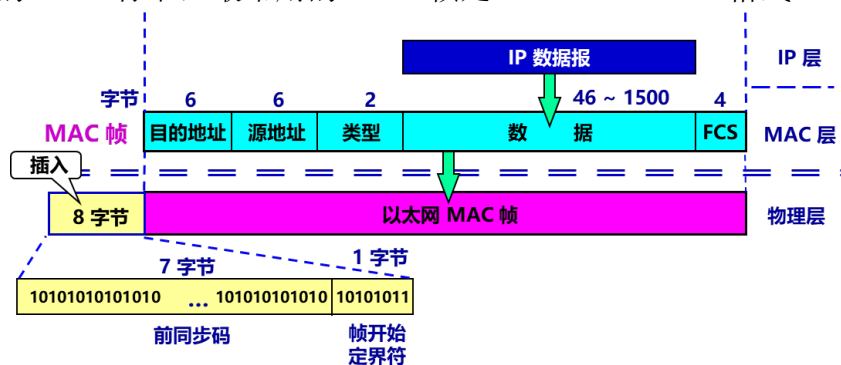 IP 数据报
IP 层
字节
6
6
2
46 ~ 1500
4
MAC 帧
目的地址
源地址
类型
数 据
FCS
MAC 层
插入
8 字节
以太网 MAC 帧
物理层
7 字节
1 字节
10101010101010 ... 101010101010
10101011
前同步码
帧开始
定界符